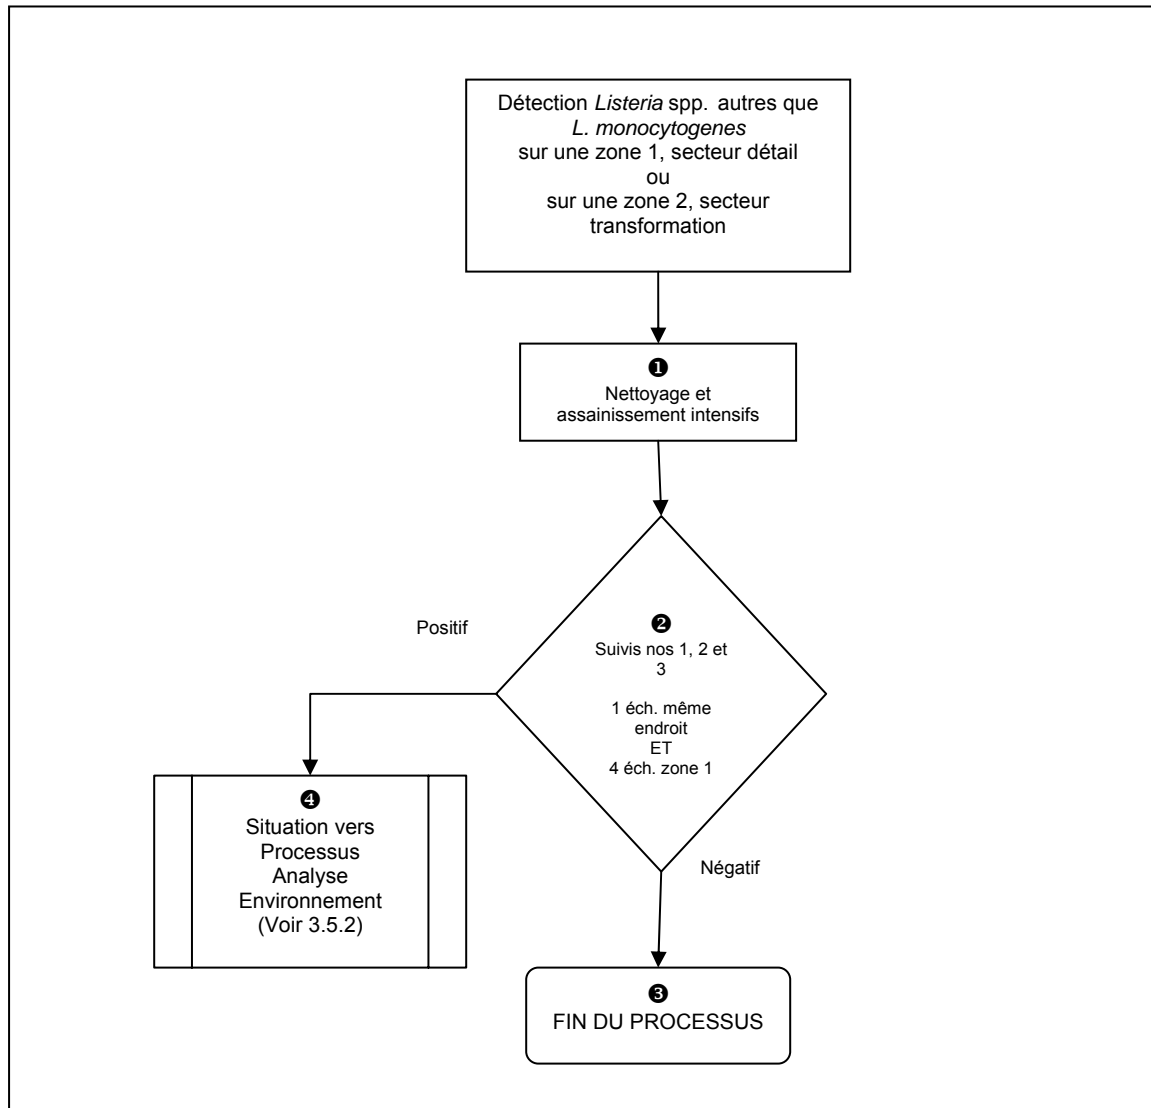 Détection Listeria spp. autres que
L. monocytogenes
sur une zone 1, secteur détail
ou
sur une zone 2, secteur
transformation
❶
Nettoyage et
assainissement intensifs
Positif
❷
Suivis nos 1, 2 et
3
1 éch. même
endroit
ET
4 éch. zone 1
❹
Situation vers
Processus
Analyse
Environnement
(Voir 3.5.2)
Négatif
❸
FIN DU PROCESSUS